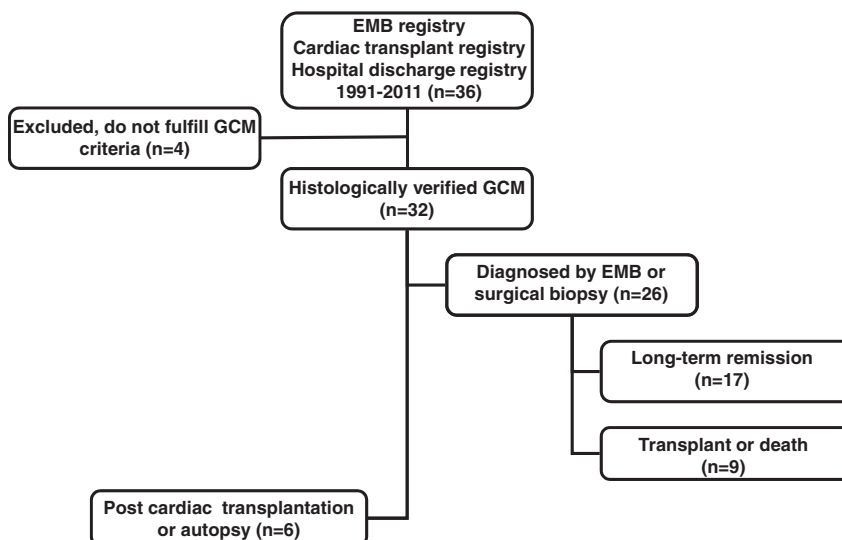 EMB registry
Cardiac transplant registry
Hospital discharge registry
1991-2011 (n=36)
Excluded, do not fulfill GCM
criteria (n=4)
Histologically verified GCM
(n=32)
Diagnosed by EMB or
surgical biopsy (n=26)
Long-term remission
(n=17)
Transplant or death
(n=9)
Post cardiac transplantation
or autopsy (n=6)